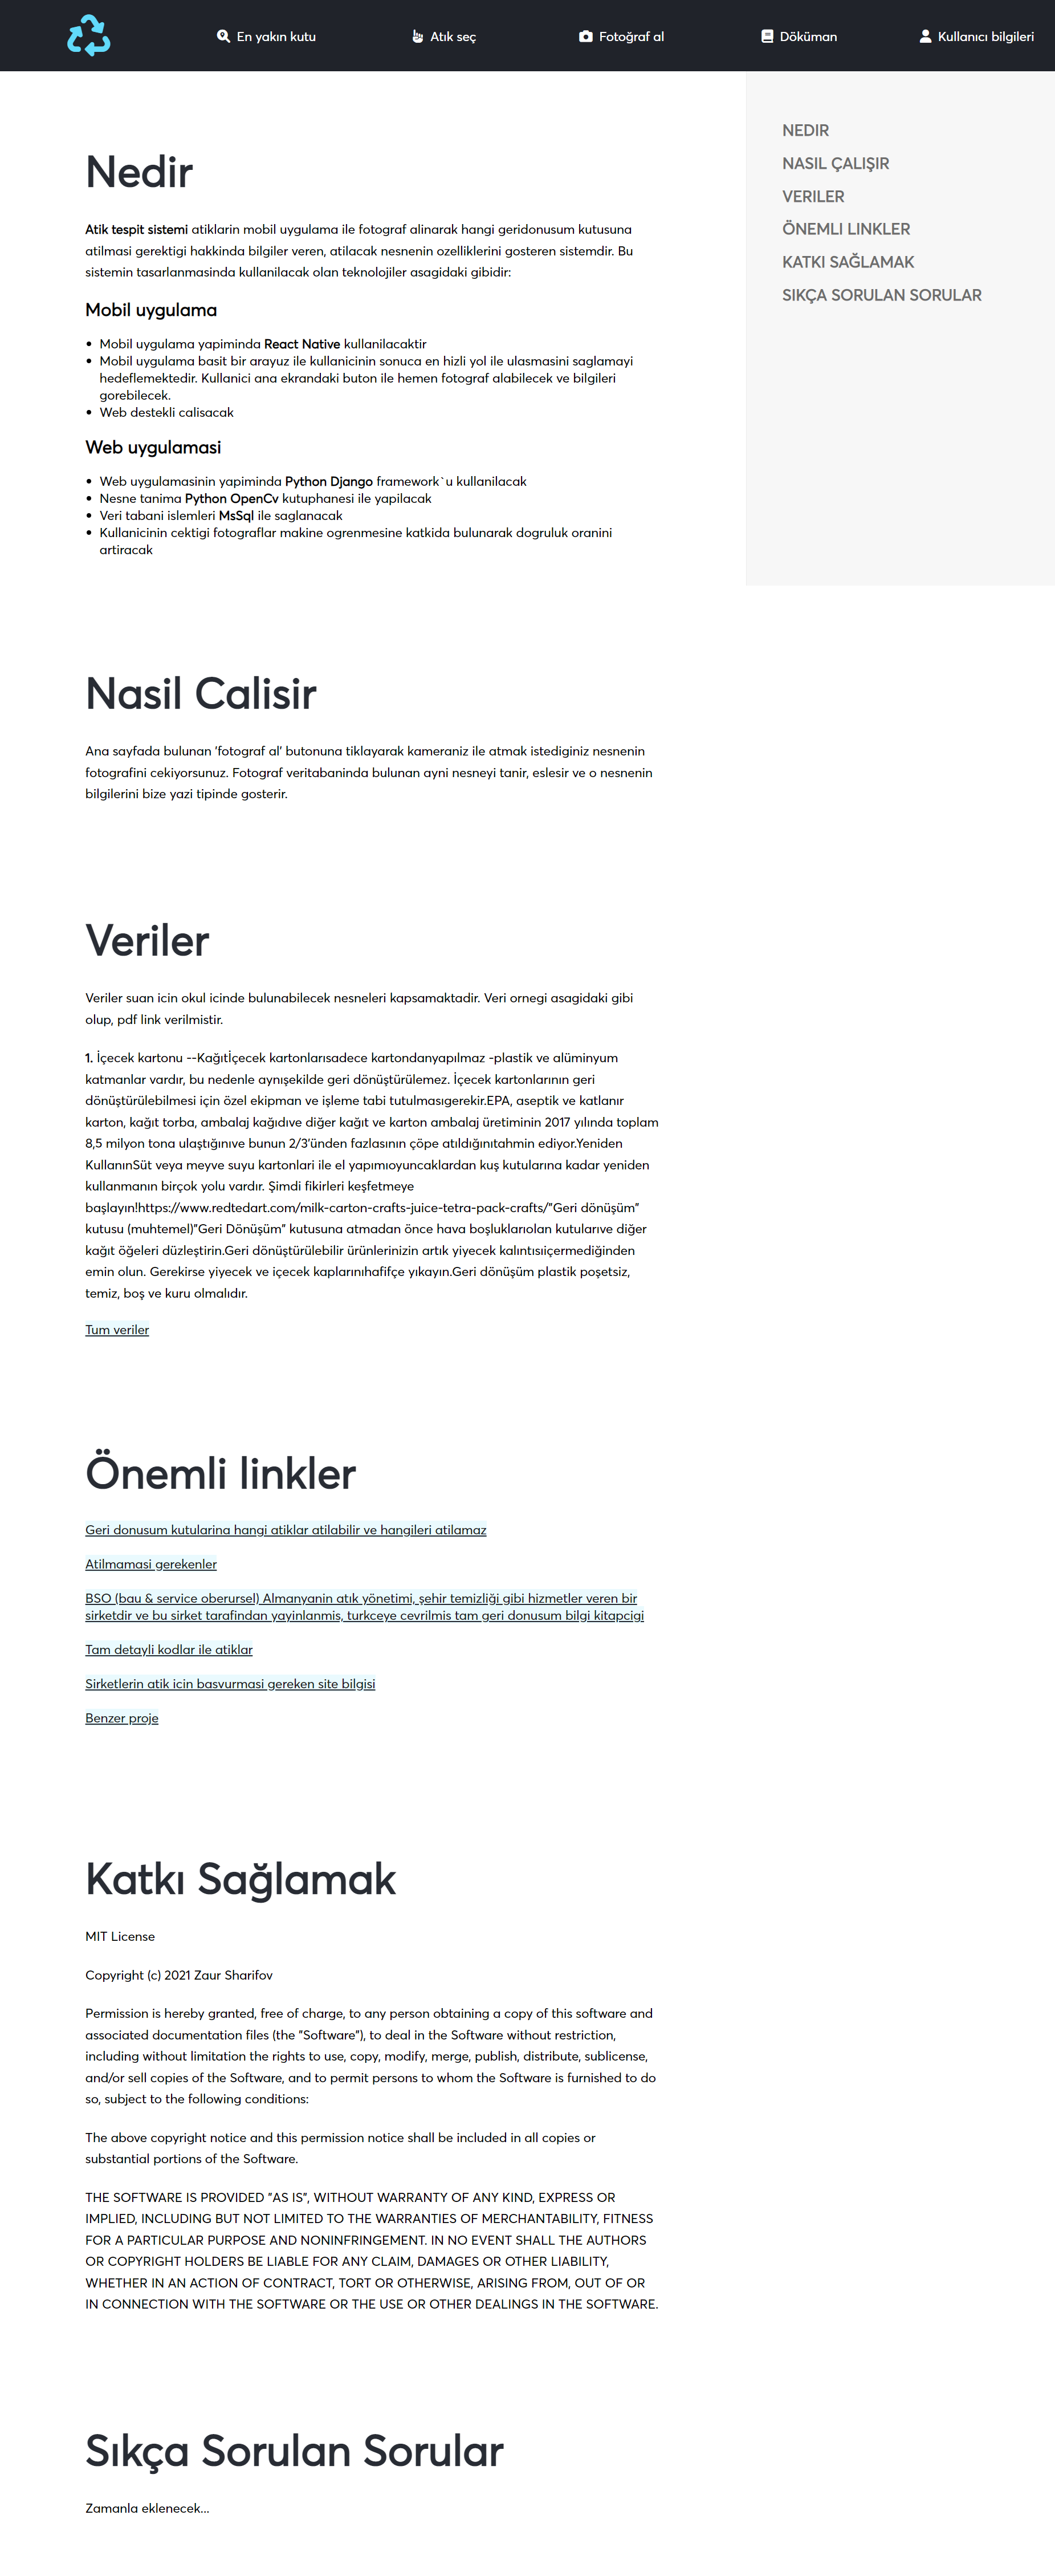 En yakın kutu
Atık seç
Fotoğraf al
Döküman
Kullanıcı bilgileri
NEDIR
NASIL ÇALIŞIR
VERILER
ÖNEMLI LINKLER
KATKI SAĞLAMAK
SIKÇA SORULAN SORULAR
Nedir
Atik tespit sistemi atiklarin mobil uygulama ile fotograf alinarak hangi geridonusum kutusuna
atilmasi gerektigi hakkinda bilgiler veren, atilacak nesnenin ozelliklerini gosteren sistemdir. Bu
sistemin tasarlanmasinda kullanilacak olan teknolojiler asagidaki gibidir:
Mobil uygulama
Mobil uygulama yapiminda React Native kullanilacaktir
Mobil uygulama basit bir arayuz ile kullanicinin sonuca en hizli yol ile ulasmasini saglamayi
hedeflemektedir. Kullanici ana ekrandaki buton ile hemen fotograf alabilecek ve bilgileri
gorebilecek.
Web destekli calisacak
Web uygulamasi
Web uygulamasinin yapiminda Python Django framework`u kullanilacak
Nesne tanima Python OpenCv kutuphanesi ile yapilacak
Veri tabani islemleri MsSql ile saglanacak
Kullanicinin cektigi fotograflar makine ogrenmesine katkida bulunarak dogruluk oranini
artiracak
Nasil Calisir
Ana sayfada bulunan 'fotograf al' butonuna tiklayarak kameraniz ile atmak istediginiz nesnenin
fotografini cekiyorsunuz. Fotograf veritabaninda bulunan ayni nesneyi tanir, eslesir ve o nesnenin
bilgilerini bize yazi tipinde gosterir.
Veriler
Veriler suan icin okul icinde bulunabilecek nesneleri kapsamaktadir. Veri ornegi asagidaki gibi
olup, pdf link verilmistir.
1. İçecek kartonu --Kağıtİçecek kartonlarısadece kartondanyapılmaz -plastik ve alüminyum
katmanlar vardır, bu nedenle aynışekilde geri dönüştürülemez. İçecek kartonlarının geri
dönüştürülebilmesi için özel ekipman ve işleme tabi tutulmasıgerekir.EPA, aseptik ve katlanır
karton, kağıt torba, ambalaj kağıdıve diğer kağıt ve karton ambalaj üretiminin 2017 yılında toplam
8,5 milyon tona ulaştığınıve bunun 2/3'ünden fazlasının çöpe atıldığınıtahmin ediyor.Yeniden
KullanınSüt veya meyve suyu kartonlari ile el yapımıoyuncaklardan kuş kutularına kadar yeniden
kullanmanın birçok yolu vardır. Şimdi fikirleri keşfetmeye
başlayın!https://www.redtedart.com/milk-carton-crafts-juice-tetra-pack-crafts/"Geri dönüşüm"
kutusu (muhtemel)"Geri Dönüşüm" kutusuna atmadan önce hava boşluklarıolan kutularıve diğer
kağıt öğeleri düzleştirin.Geri dönüştürülebilir ürünlerinizin artık yiyecek kalıntısıiçermediğinden
emin olun. Gerekirse yiyecek ve içecek kaplarınıhafifçe yıkayın.Geri dönüşüm plastik poşetsiz,
temiz, boş ve kuru olmalıdır.
Tum veriler
Önemli linkler
Geri donusum kutularina hangi atiklar atilabilir ve hangileri atilamaz
Atilmamasi gerekenler
BSO (bau & service oberursel) Almanyanin atık yönetimi, şehir temizliği gibi hizmetler veren bir
sirketdir ve bu sirket tarafindan yayinlanmis, turkceye cevrilmis tam geri donusum bilgi kitapcigi
Tam detayli kodlar ile atiklar
Sirketlerin atik icin basvurmasi gereken site bilgisi
Benzer proje
Katkı Sağlamak
MIT License
Copyright (c) 2021 Zaur Sharifov
Permission is hereby granted, free of charge, to any person obtaining a copy of this software and
associated documentation files (the "Software"), to deal in the Software without restriction,
including without limitation the rights to use, copy, modify, merge, publish, distribute, sublicense,
and/or sell copies of the Software, and to permit persons to whom the Software is furnished to do
so, subject to the following conditions:
The above copyright notice and this permission notice shall be included in all copies or
substantial portions of the Software.
THE SOFTWARE IS PROVIDED "AS IS", WITHOUT WARRANTY OF ANY KIND, EXPRESS OR
IMPLIED, INCLUDING BUT NOT LIMITED TO THE WARRANTIES OF MERCHANTABILITY, FITNESS
FOR A PARTICULAR PURPOSE AND NONINFRINGEMENT. IN NO EVENT SHALL THE AUTHORS
OR COPYRIGHT HOLDERS BE LIABLE FOR ANY CLAIM, DAMAGES OR OTHER LIABILITY,
WHETHER IN AN ACTION OF CONTRACT, TORT OR OTHERWISE, ARISING FROM, OUT OF OR
IN CONNECTION WITH THE SOFTWARE OR THE USE OR OTHER DEALINGS IN THE SOFTWARE.
Sıkça Sorulan Sorular
Zamanla eklenecek...